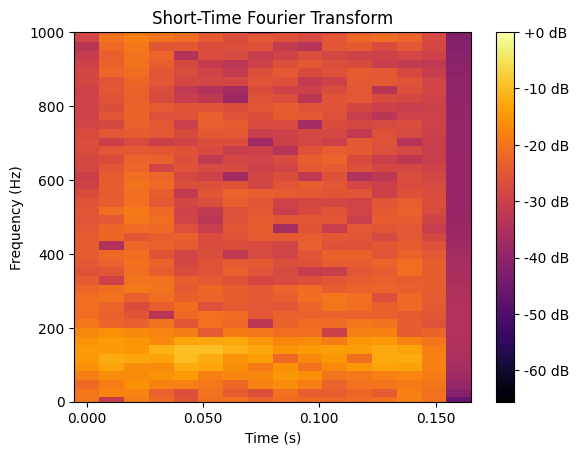 Short-Time Fourier Transform
1000
800
600
400
200
0
Frequency (Hz)
0.000
0.050
0.100
0.150
Time (s)
+0 dB
-10 dB
-20 dB
-30 dB
-40 dB
-50 dB
-60 dB